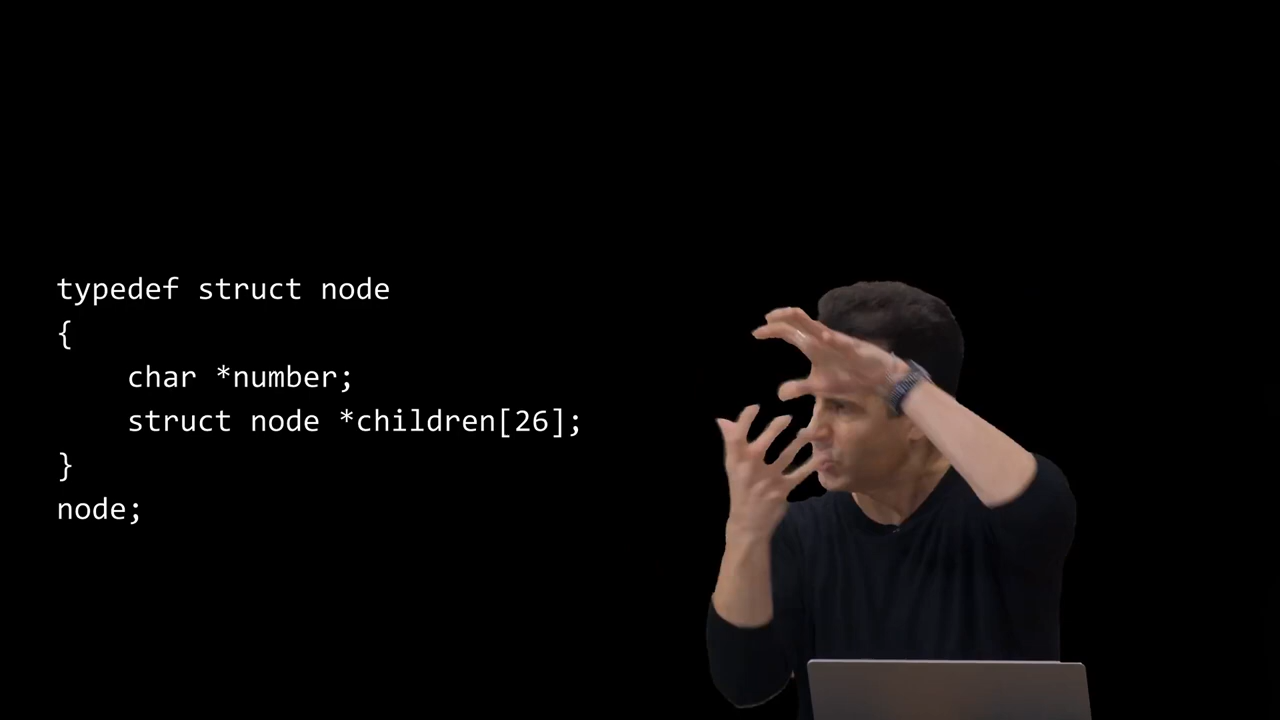 typedef struct node
{
    char *number;
    struct node *children[26];
}
node;